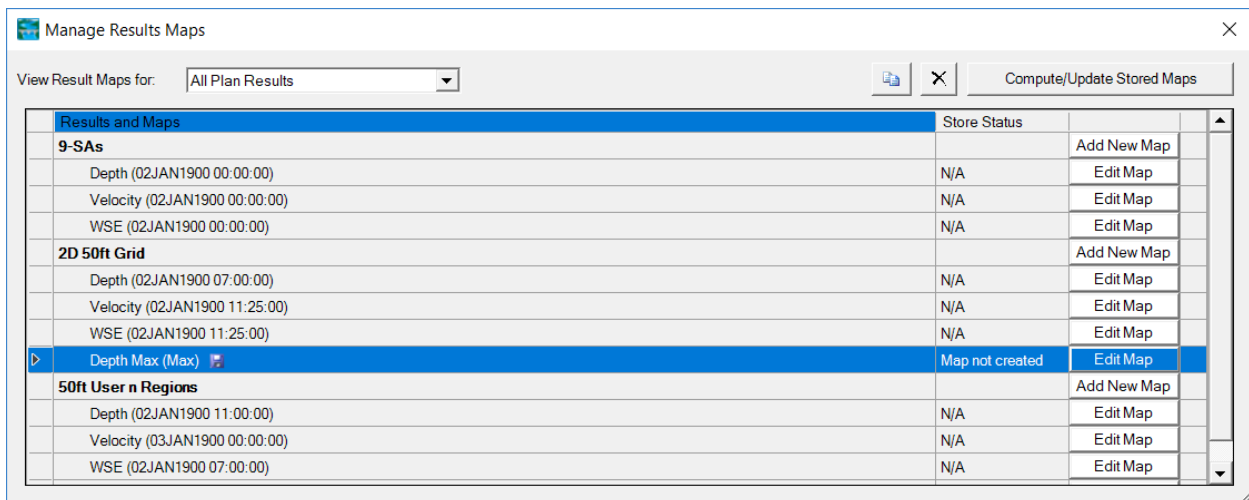 Manage Results Maps
View Result Maps for: All Plan Results Compute/Update Stored Maps
Results and Maps Store Status
9-SAs Add New Map
Depth (02JAN1900 00:00:00) N/A Edit Map
Velocity (02JAN1900 00:00:00) N/A Edit Map
WSE (02JAN1900 00:00:00) N/A Edit Map
2D 50ft Grid Add New Map
Depth (02JAN1900 07:00:00) N/A Edit Map
Velocity (02JAN1900 11:25:00) N/A Edit Map
WSE (02JAN1900 11:25:00) N/A Edit Map
Depth Max (Max) Map not created Edit Map
50ft User n Regions Add New Map
Depth (02JAN1900 11:00:00) N/A Edit Map
Velocity (03JAN1900 00:00:00) N/A Edit Map
WSE (02JAN1900 07:00:00) N/A Edit Map